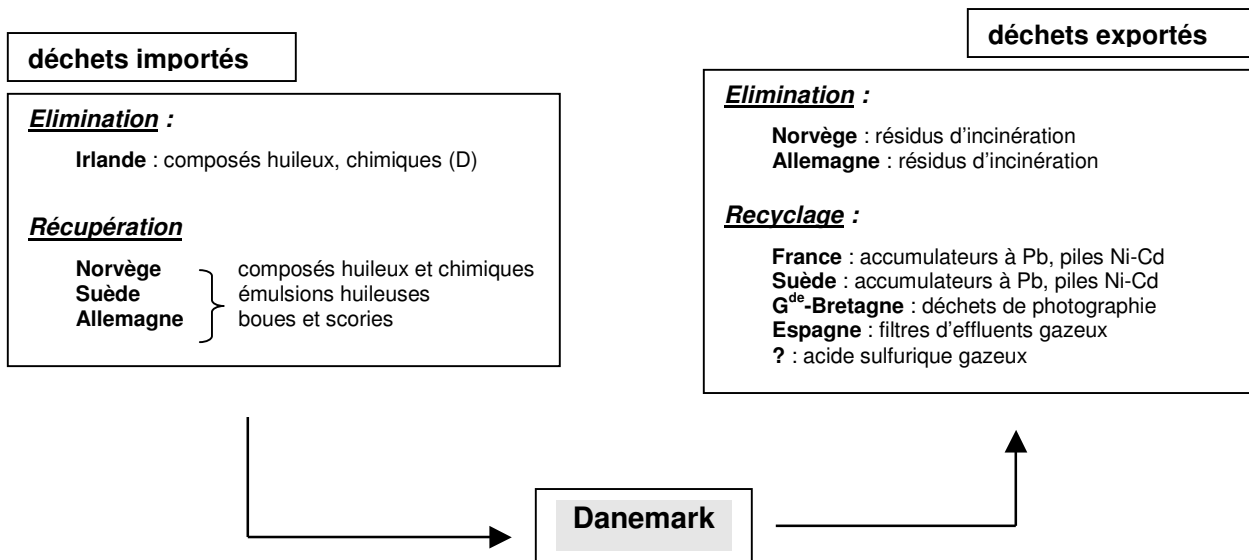 déchets importés
Elimination :
Irlande : composés huileux, chimiques (D)
Récupération
Norvège composés huileux et chimiques
Suède émulsions huileuses
Allemagne boues et scories
déchets exportés
Elimination :
Norvège : résidus d'incinération
Allemagne : résidus d'incinération
Recyclage :
France : accumulateurs à Pb, piles Ni-Cd
Suède : accumulateurs à Pb, piles Ni-Cd
Gde-Bretagne : déchets de photographie
Espagne : filtres d'effluents gazeux
? : acide sulfurique gazeux
Danemark